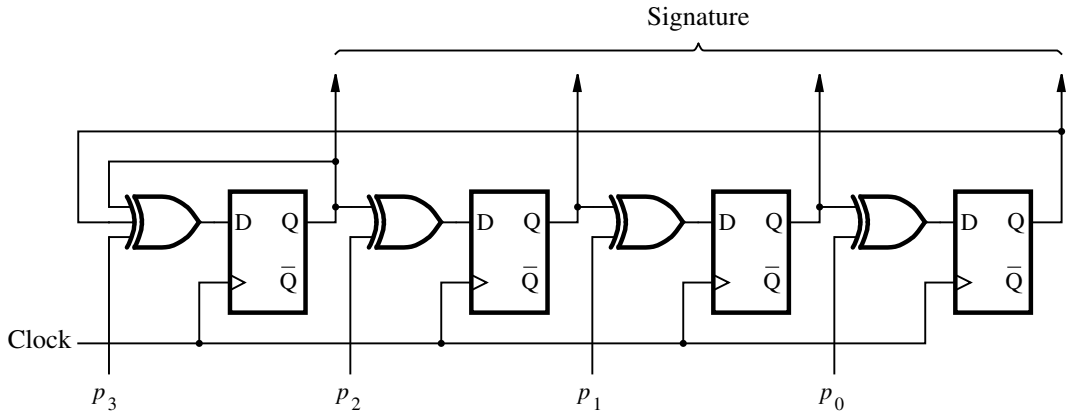 Signature
D Q D Q D Q D Q
Q̅ Q̅ Q̅ Q̅
Clock
p₃ p₂ p₁ p₀